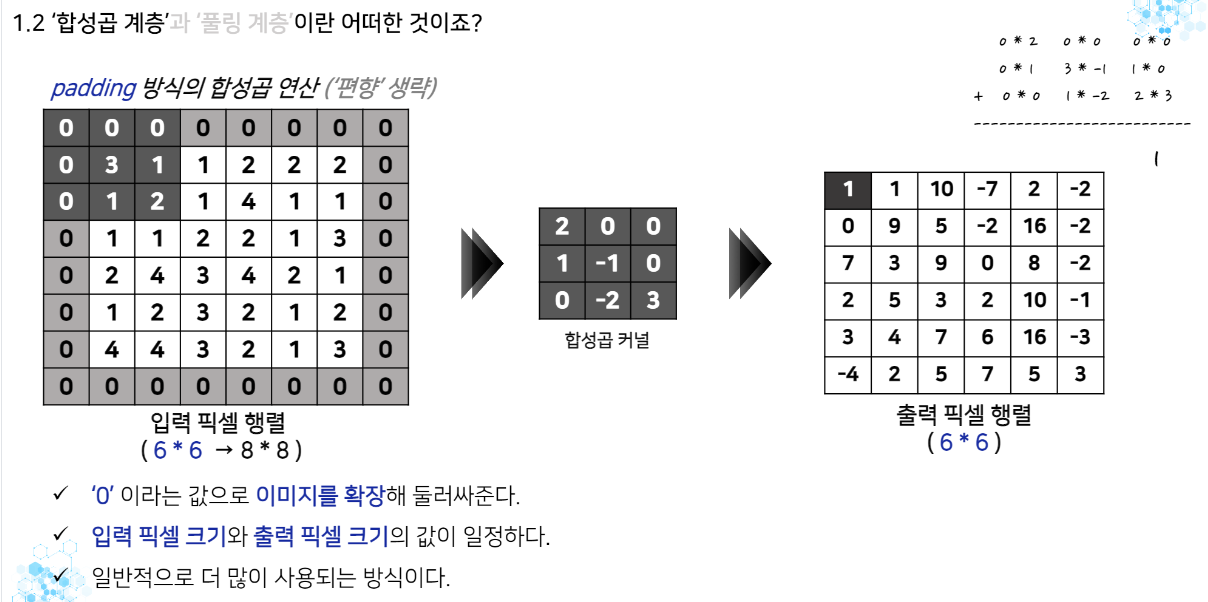 1.2 ‘합성곱 계층’과 ‘풀링 계층’이란 어떠한 것이죠?
0 * 2 0 * 0 0 * 0
0 * 1 3 * -1 1 * 0
+ 0 * 0 1 * -2 2 * 3
1
padding 방식의 합성곱 연산 (‘편향’ 생략)
0 0 0 0 0 0 0 0
0 3 1 1 2 2 2 0
0 1 2 1 4 1 1 0
0 1 1 2 2 1 3 0
0 2 4 3 4 2 1 0
0 1 2 3 2 1 2 0
0 4 4 3 2 1 3 0
0 0 0 0 0 0 0 0
입력 픽셀 행렬
( 6 * 6 → 8 * 8 )
2 0 0
1 -1 0
0 -2 3
합성곱 커널
1 1 10 -7 2 -2
0 9 5 -2 16 -2
7 3 9 0 8 -2
2 5 3 2 10 -1
3 4 7 6 16 -3
-4 2 5 7 5 3
출력 픽셀 행렬
( 6 * 6 )
✓ ‘0’ 이라는 값으로 이미지를 확장해 둘러싸준다.
✓ 입력 픽셀 크기와 출력 픽셀 크기의 값이 일정하다.
✓ 일반적으로 더 많이 사용되는 방식이다.